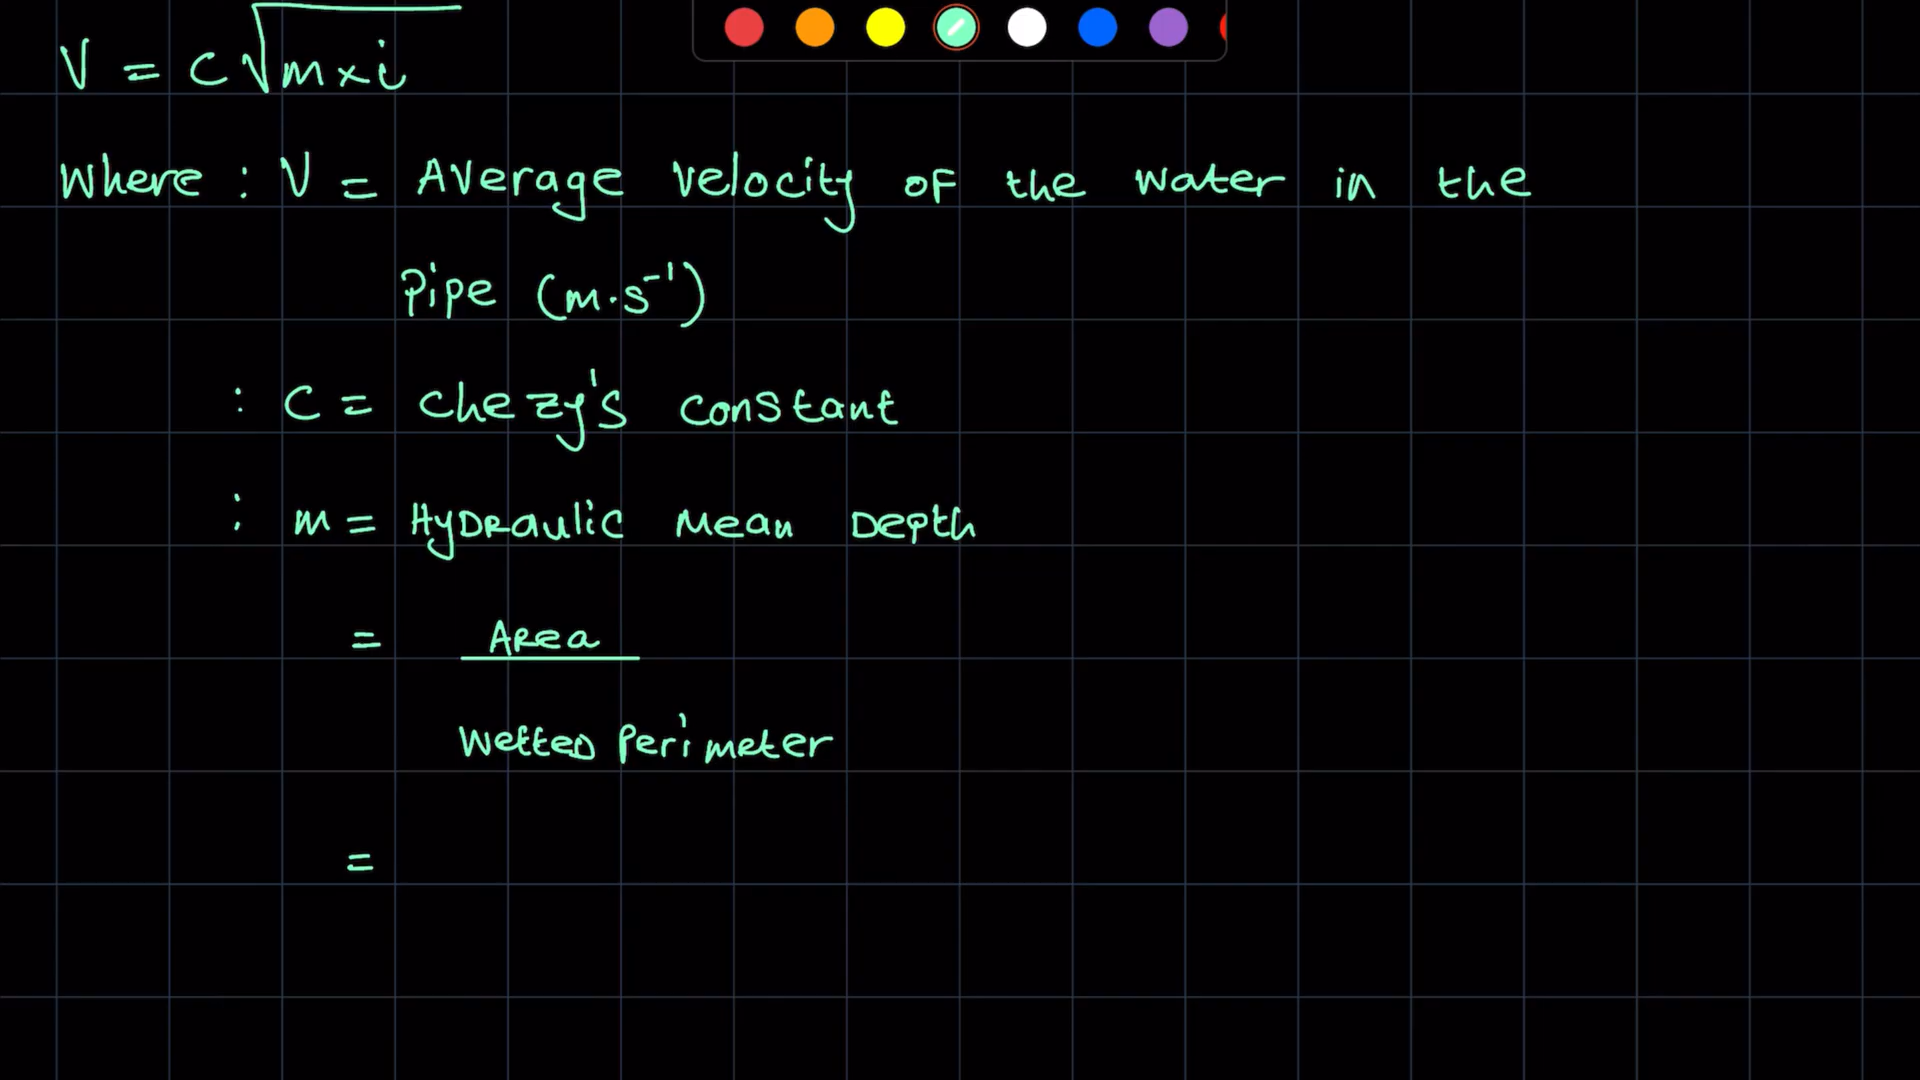 V = C√m×i
Where : V = Average velocity of the water in the
Pipe (m·s⁻¹)
: C = Chezy's constant
: m = Hydraulic Mean Depth
= Area
Wetted Perimeter
=